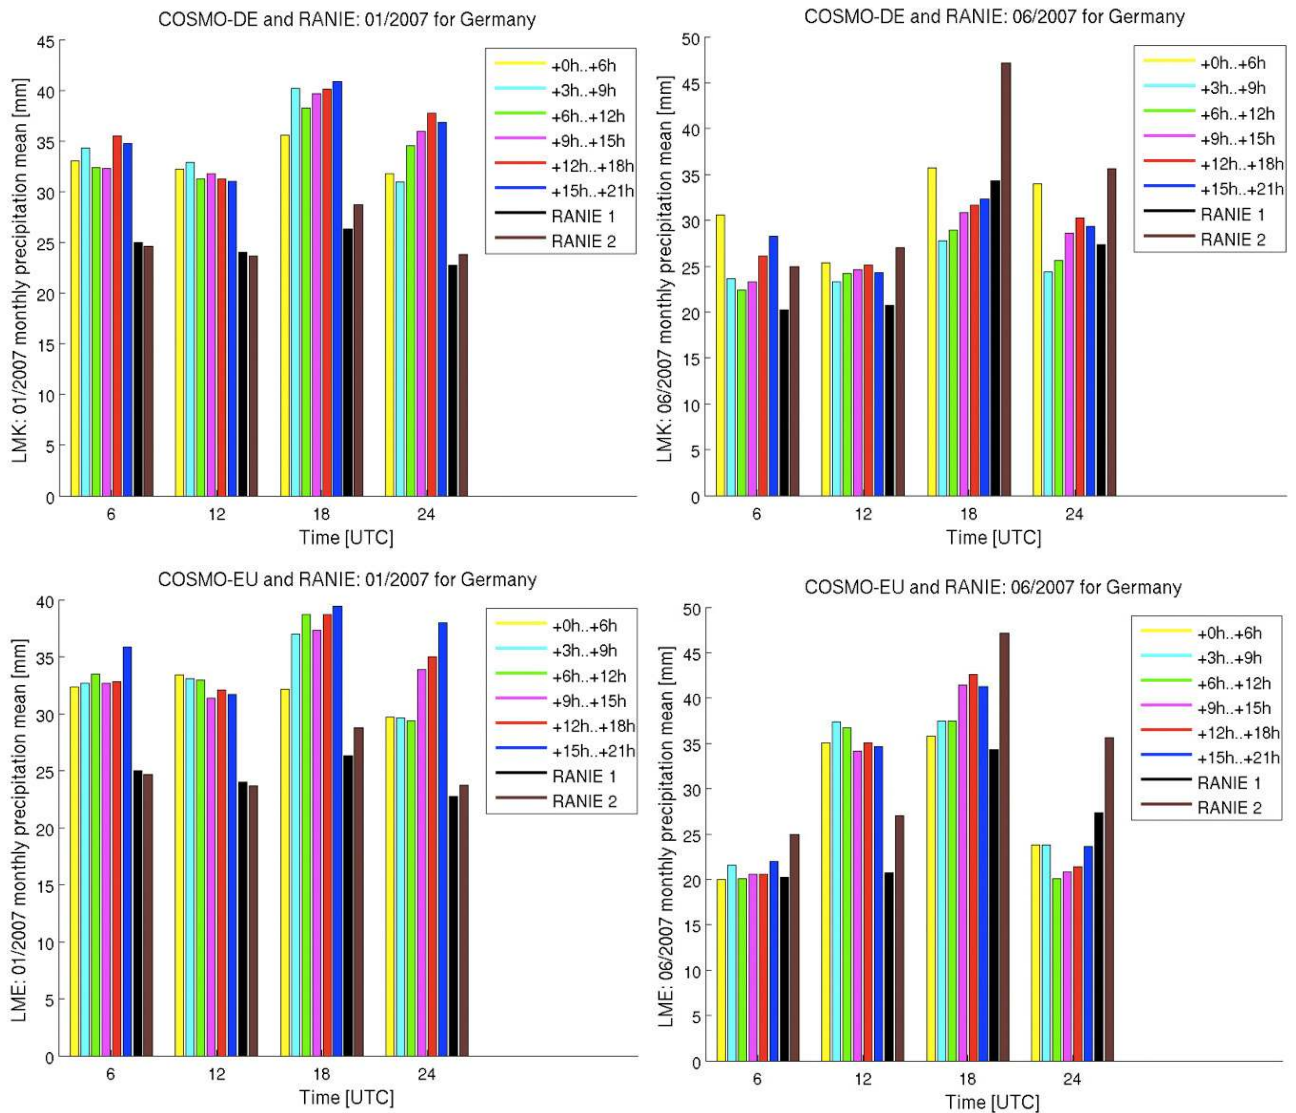 COSMO-DE and RANIE: 01/2007 for Germany
LMK: 01/2007 monthly precipitation mean [mm]
45
40
35
30
25
20
15
10
5
0
6 12 18 24
Time [UTC]
+0h..+6h
+3h..+9h
+6h..+12h
+9h..+15h
+12h..+18h
+15h..+21h
RANIE 1
RANIE 2
COSMO-DE and RANIE: 06/2007 for Germany
LMK: 06/2007 monthly precipitation mean [mm]
50
45
40
35
30
25
20
15
10
5
0
6 12 18 24
Time [UTC]
+0h..+6h
+3h..+9h
+6h..+12h
+9h..+15h
+12h..+18h
+15h..+21h
RANIE 1
RANIE 2
COSMO-EU and RANIE: 01/2007 for Germany
LME: 01/2007 monthly precipitation mean [mm]
40
35
30
25
20
15
10
5
0
6 12 18 24
Time [UTC]
+0h..+6h
+3h..+9h
+6h..+12h
+9h..+15h
+12h..+18h
+15h..+21h
RANIE 1
RANIE 2
COSMO-EU and RANIE: 06/2007 for Germany
LME: 06/2007 monthly precipitation mean [mm]
50
45
40
35
30
25
20
15
10
5
0
6 12 18 24
Time [UTC]
+0h..+6h
+3h..+9h
+6h..+12h
+9h..+15h
+12h..+18h
+15h..+21h
RANIE 1
RANIE 2